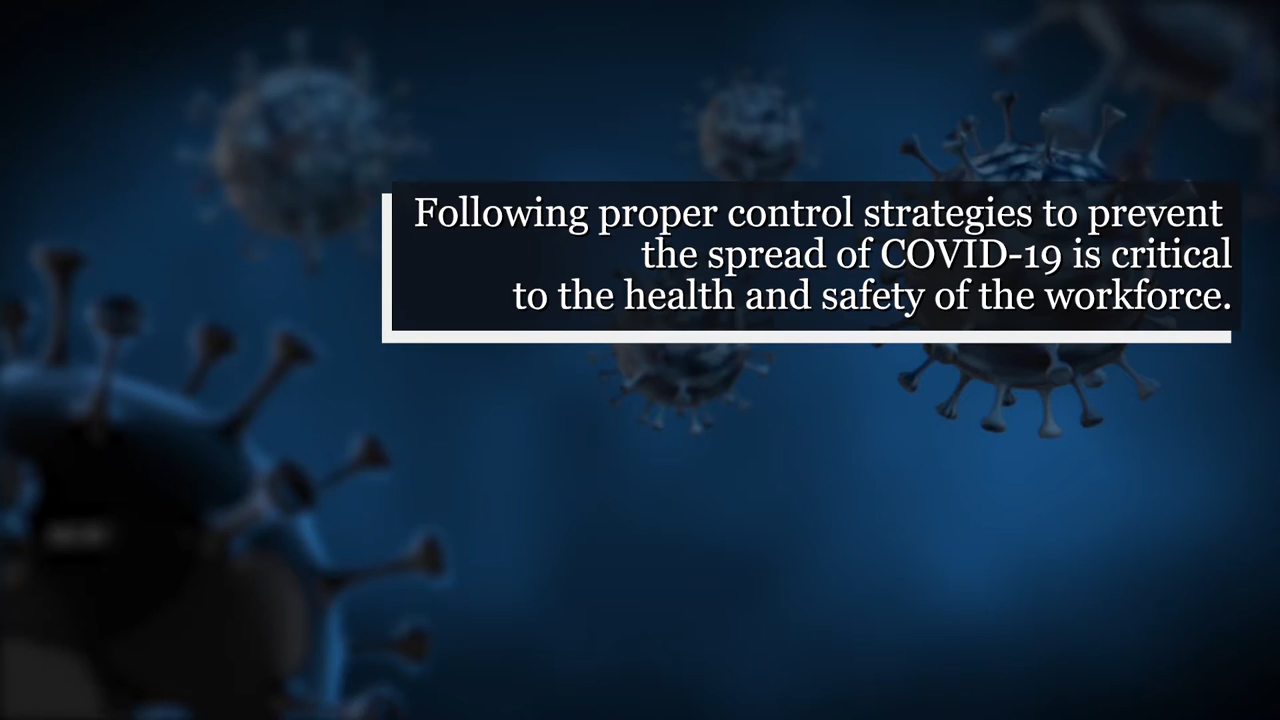 Following proper control strategies to prevent
the spread of COVID-19 is critical
to the health and safety of the workforce.